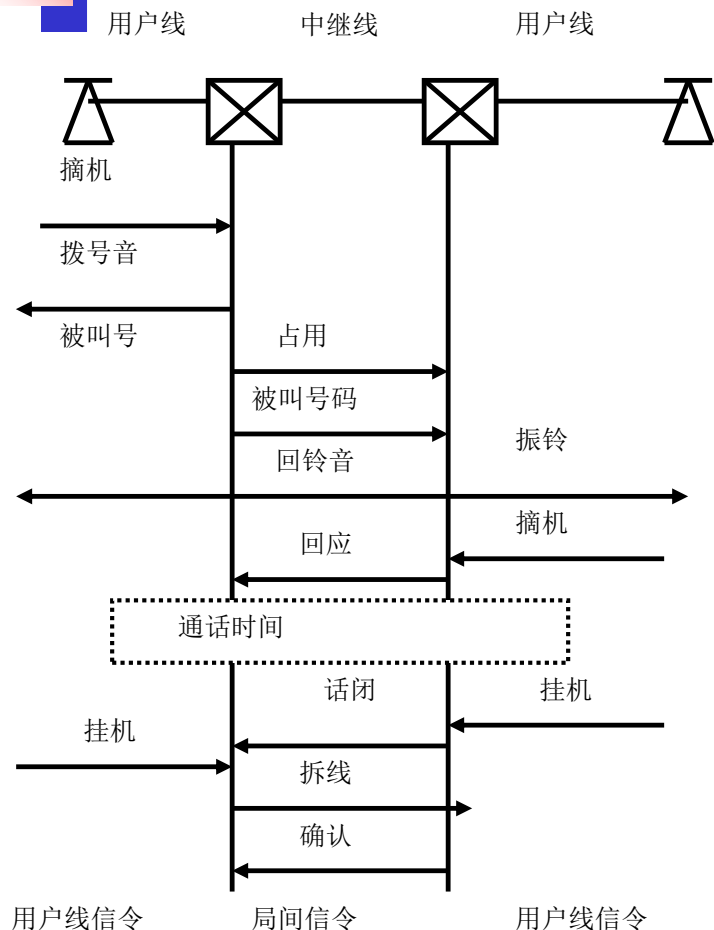 用户线 中继线 用户线
摘机
拨号音
被叫号 占用
被叫号码
回铃音 振铃
摘机
回应
通话时间
话闭 挂机
挂机
拆线
确认
用户线信令 局间信令 用户线信令